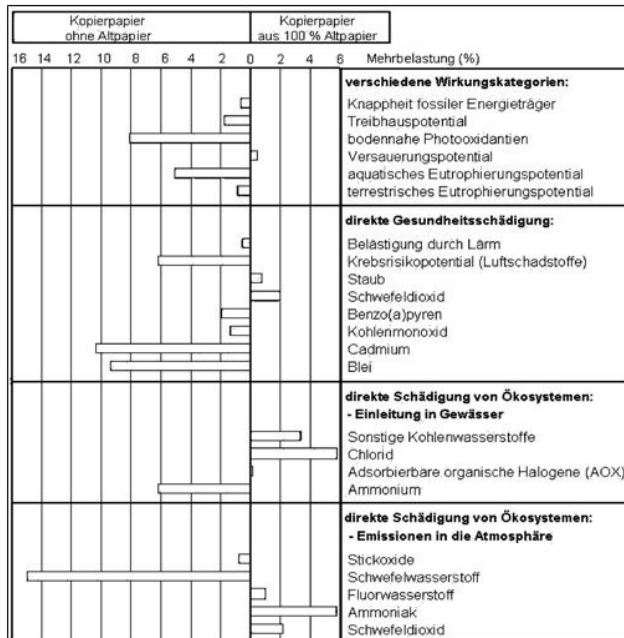 Kopierpapier
ohne Altpapier
Kopierpapier
aus 100 % Altpapier
16 14 12 10 8 6 4 2 0 2 4 6
Mehrbelastung (%)
verschiedene Wirkungskategorien:
Knappheit fossiler Energieträger
Treibhauspotential
bodennahe Photooxidantien
Versauerungspotential
aquatisches Eutrophierungspotential
terrestrisches Eutrophierungspotential
direkte Gesundheitsschädigung:
Belästigung durch Lärm
Krebsrisikopotential (Luftschadstoffe)
Staub
Schwefeldioxid
Benzo(a)pyren
Kohlenmonoxid
Cadmium
Blei
direkte Schädigung von Ökosystemen:
- Einleitung in Gewässer
Sonstige Kohlenwasserstoffe
Chlorid
Adsorbierbare organische Halogene (AOX)
Ammonium
direkte Schädigung von Ökosystemen:
- Emissionen in die Atmosphäre
Stickoxide
Schwefelwasserstoff
Fluorwasserstoff
Ammoniak
Schwefeldioxid